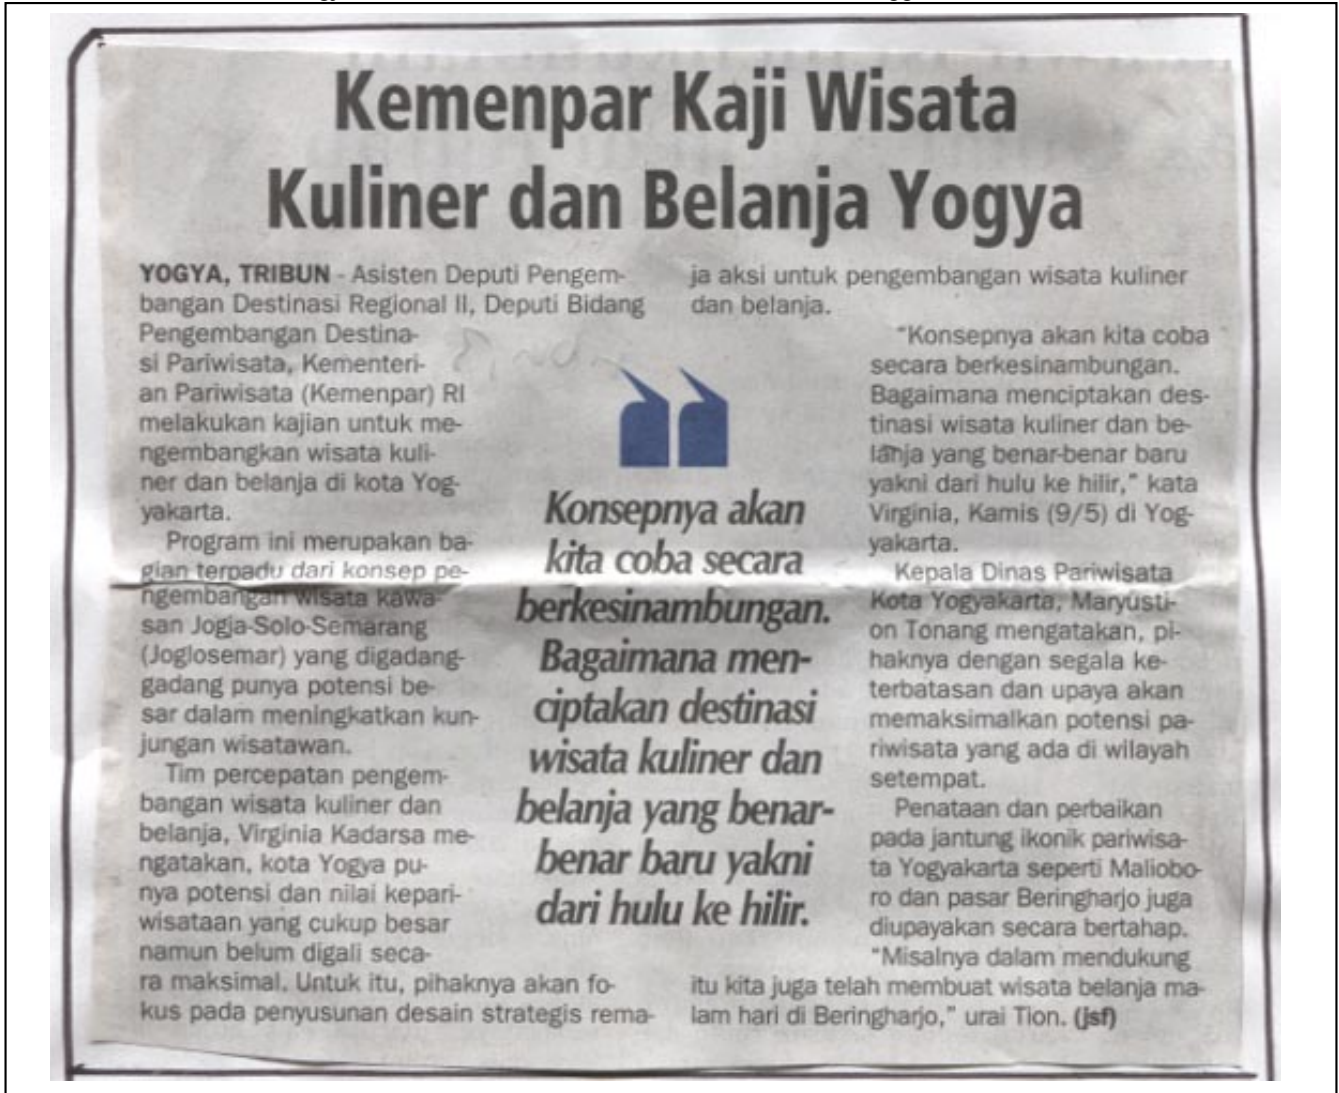 Kemenpar Kaji Wisata
Kuliner dan Belanja Yogya
YOGYA, TRIBUN - Asisten Deputi Pengem-
bangan Destinasi Regional II, Deputi Bidang
Pengembangan Destina-
si Pariwisata, Kementeri-
an Pariwisata (Kemenpar) RI
melakukan kajian untuk me-
ngembangkan wisata kuli-
ner dan belanja di kota Yog-
yakarta.
Program ini merupakan ba-
gian terpadu dari konsep pe-
ngembangan wisata kawa-
san Jogja-Solo-Semarang
(Joglosemar) yang digadang-
gadang punya potensi be-
sar dalam meningkatkan kun-
jungan wisatawan.
Tim percepatan pengem-
bangan wisata kuliner dan
belanja, Virginia Kadarsa me-
ngatakan, kota Yogya pu-
nya potensi dan nilai kepari-
wisataan yang cukup besar
namun belum digali seca-
ra maksimal. Untuk itu, pihaknya akan fo-
kus pada penyusunan desain strategis rema-
Konsepnya akan
kita coba secara
berkesinambungan.
Bagaimana men-
ciptakan destinasi
wisata kuliner dan
belanja yang benar-
benar baru yakni
dari hulu ke hilir.
ja aksi untuk pengembangan wisata kuliner
dan belanja.
"Konsepnya akan kita coba
secara berkesinambungan.
Bagaimana menciptakan des-
tinasi wisata kuliner dan be-
lanja yang benar-benar baru
yakni dari hulu ke hilir," kata
Virginia, Kamis (9/5) di Yog-
yakarta.
Kepala Dinas Pariwisata
Kota Yogyakarta, Maryusti-
on Tonang mengatakan, pi-
haknya dengan segala ke-
terbatasan dan upaya akan
memaksimalkan potensi pa-
riwisata yang ada di wilayah
setempat.
Penataan dan perbaikan
pada jantung ikonik pariwisa-
ta Yogyakarta seperti Maliobo-
ro dan pasar Beringharjo juga
diupayakan secara bertahap.
"Misalnya dalam mendukung
itu kita juga telah membuat wisata belanja ma-
lam hari di Beringharjo," urai Tion. (jsf)